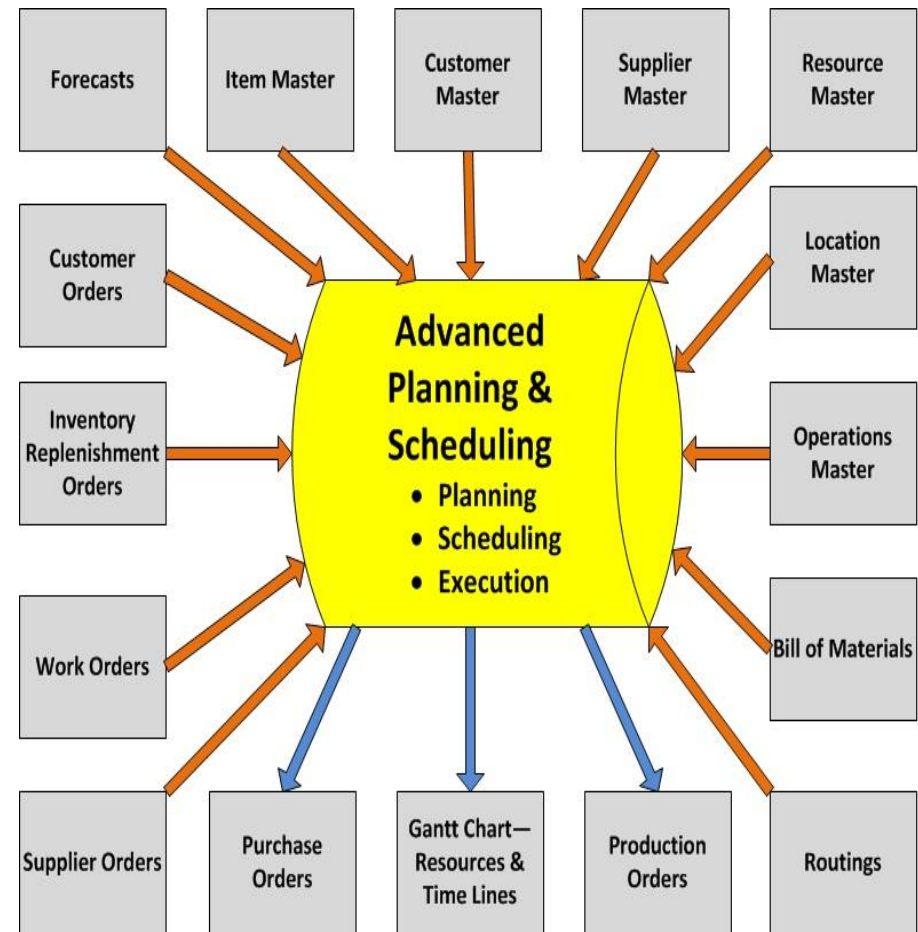 Forecasts
Item Master
Customer
Master
Supplier
Master
Resource
Master
Customer
Orders
Location
Master
Advanced
Planning &
Scheduling
• Planning
• Scheduling
• Execution
Inventory
Replenishment
Orders
Operations
Master
Work Orders
Bill of Materials
Supplier Orders
Purchase
Orders
Gantt Chart—
Resources &
Time Lines
Production
Orders
Routings